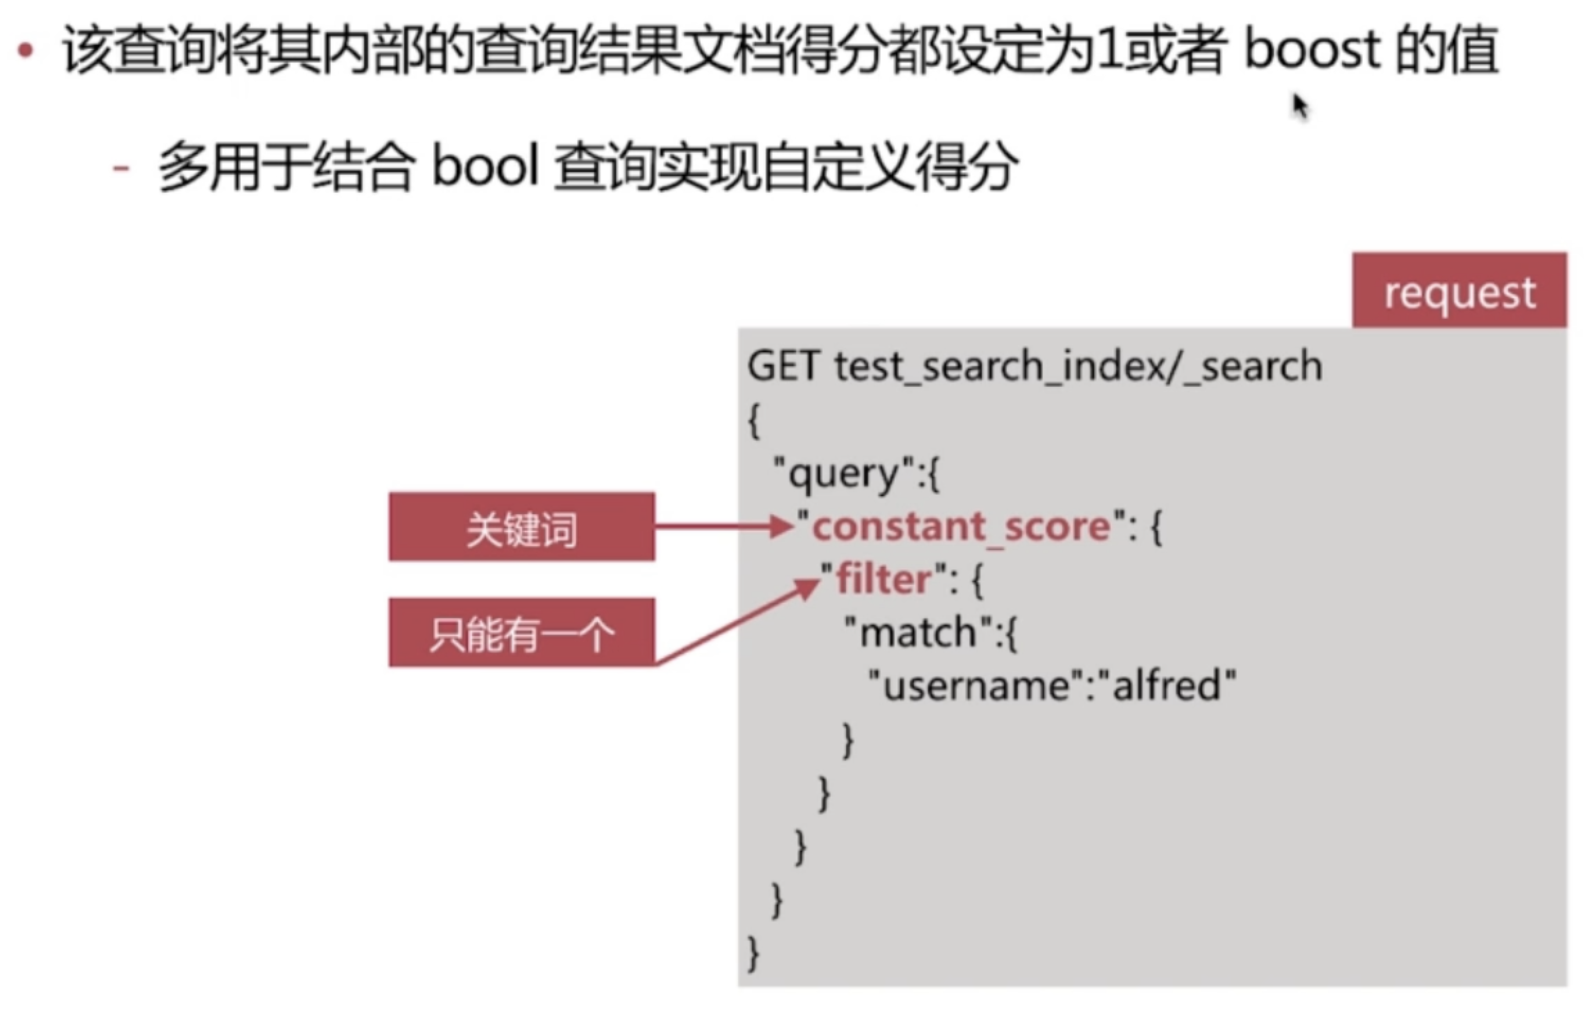 • 该查询将其内部的查询结果文档得分都设定为1或者 boost 的值
- 多用于结合 bool 查询实现自定义得分
request
GET test_search_index/_search
{
"query":{
关键词
"constant_score": {
"filter": {
只能有一个
"match":{
"username":"alfred"
}
}
}
}
}